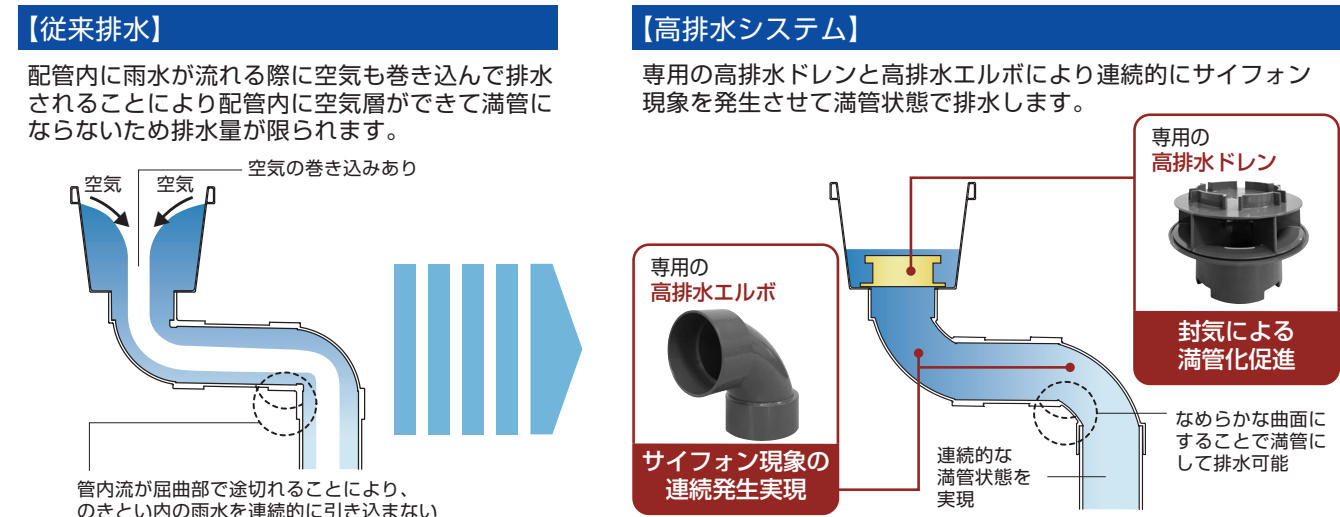 【従来排水】
配管内に雨水が流れる際に空気も巻き込んで排水
されることにより配管内に空気層ができて満管に
ならないため排水量が限られます。
空気の巻き込みあり
空気
空気
管内流が屈曲部で途切れることにより、
のきとい内の雨水を連続的に引き込まない
【高排水システム】
専用の高排水ドレンと高排水エルボにより連続的にサイフォン
現象を発生させて満管状態で排水します。
専用の
高排水ドレン
封気による
満管化促進
専用の
高排水エルボ
サイフォン現象の
連続発生実現
連続的な
満管状態を
実現
なめらかな曲面に
することで満管に
して排水可能